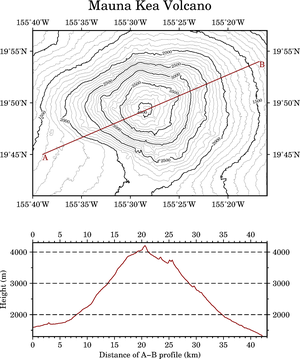 Mauna Kea Volcano
155°40'W 155°35'W 155°30'W 155°25'W 155°20'W
19°55'N 19°55'N
B
19°50'N 19°50'N
19°45'N 19°45'N
A
155°40'W 155°35'W 155°30'W 155°25'W 155°20'W
0 5 10 15 20 25 30 35 40
4000 4000
3000 3000
2000 2000
Height (m)
0 5 10 15 20 25 30 35 40
Distance of A−B profile (km)